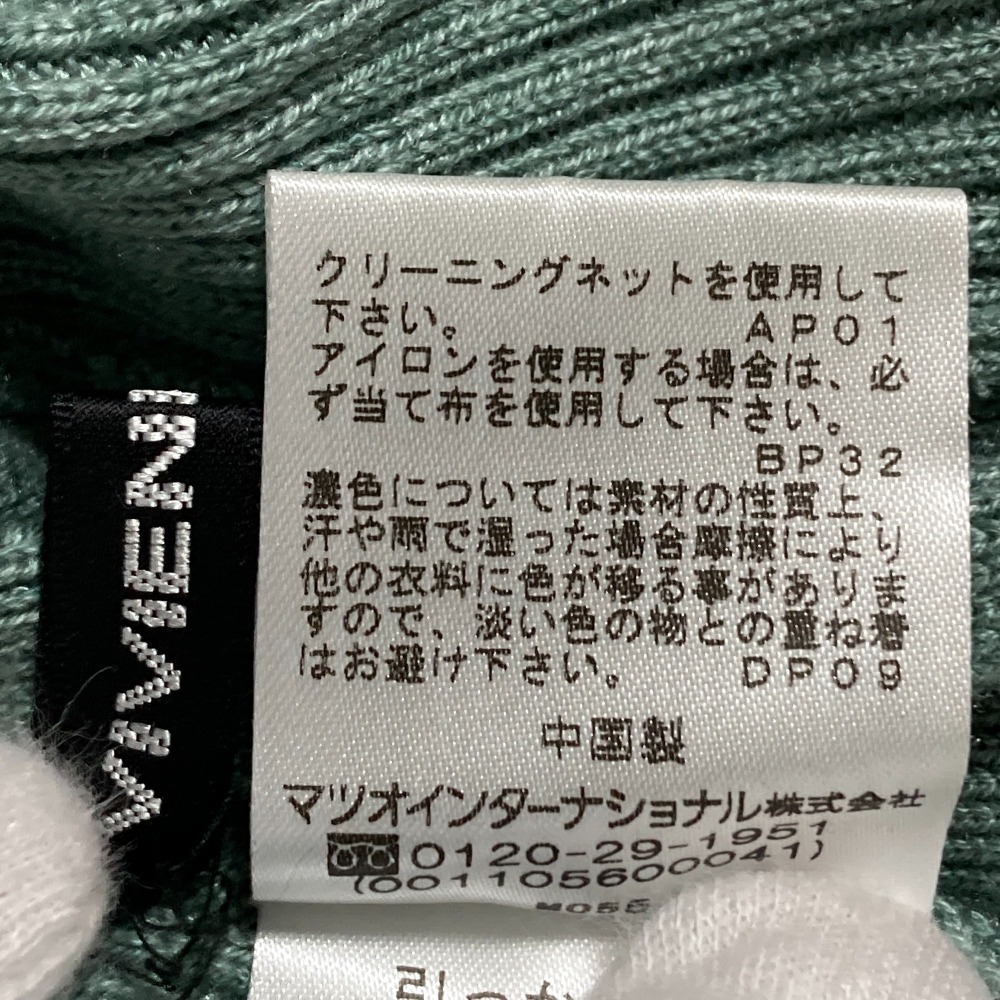 クリーニングネットを使用して
下さい。 AP01
アイロンを使用する場合は、必
ず当て布を使用して下さい。
BP32
濃色については素材の性質上、
汗や雨で湿った場合摩擦により
他の衣料に色が移る事がありま
すので、淡い色の物との重ね着
はお避け下さい。 DP09
中国製
マツオインターナショナル株式会社
0120-29-1951
(001105600041)
VIVIEN